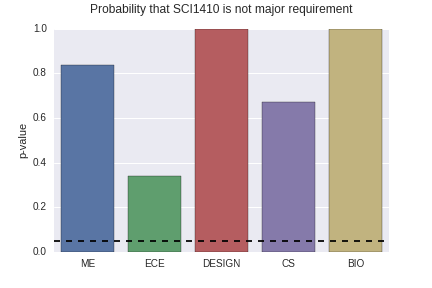 Probability that SCI1410 is not major requirement
1.0
0.8
0.6
0.4
0.2
0.0
p-value
ME ECE DESIGN CS BIO